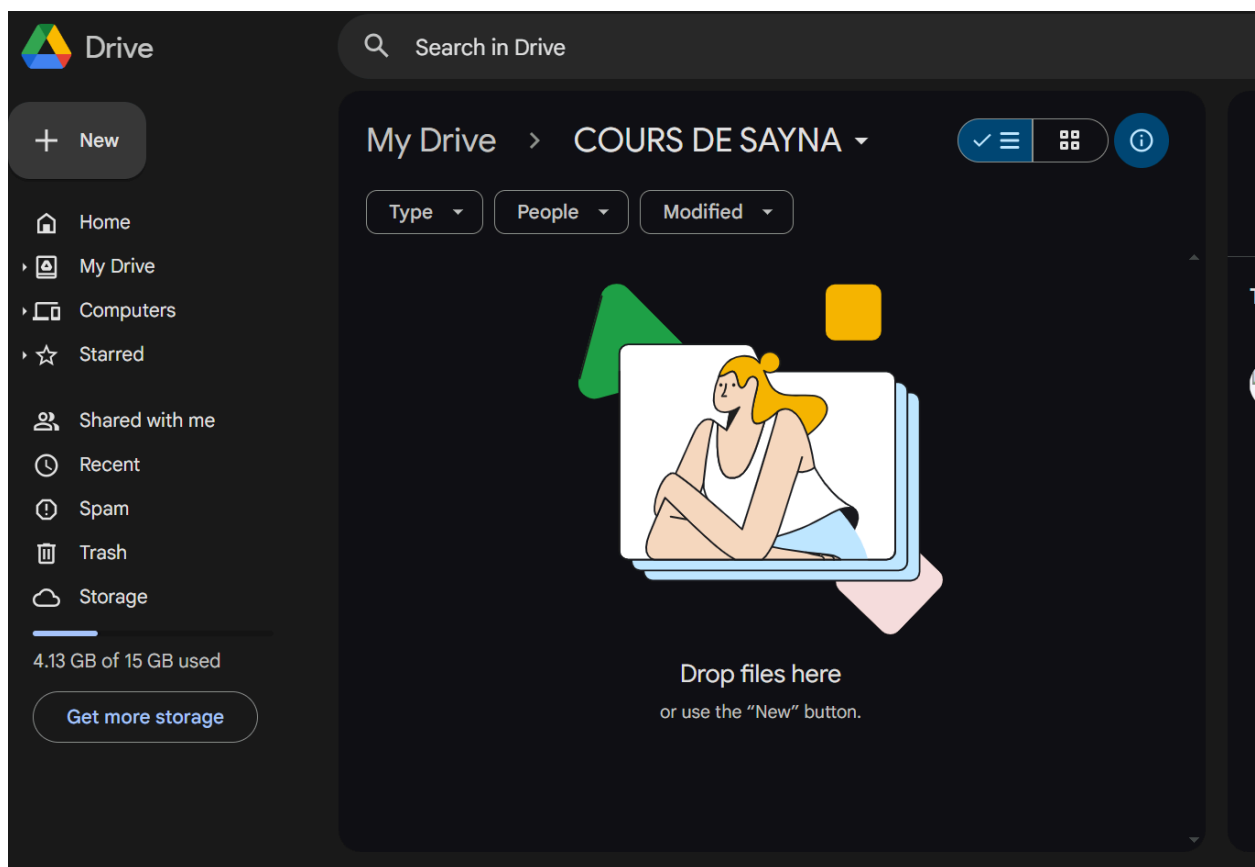 Drive
Search in Drive
New
My Drive > COURS DE SAYNA
Type
People
Modified
Home
My Drive
Computers
Starred
Shared with me
Recent
Spam
Trash
Storage
4.13 GB of 15 GB used
Get more storage
Drop files here
or use the “New” button.